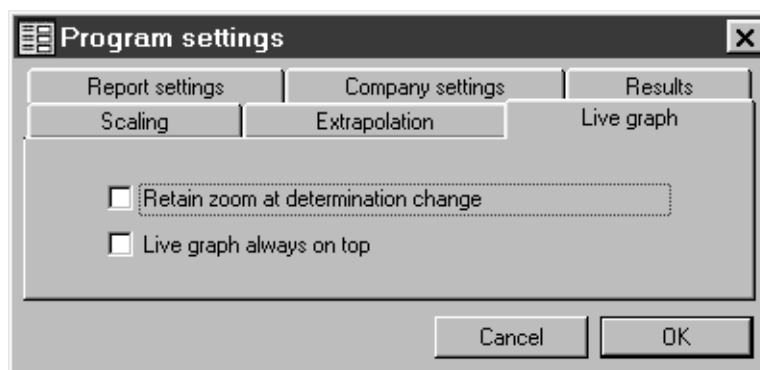 Program settings
Report settings Company settings Results
Scaling Extrapolation Live graph
Retain zoom at determination change
Live graph always on top
Cancel OK